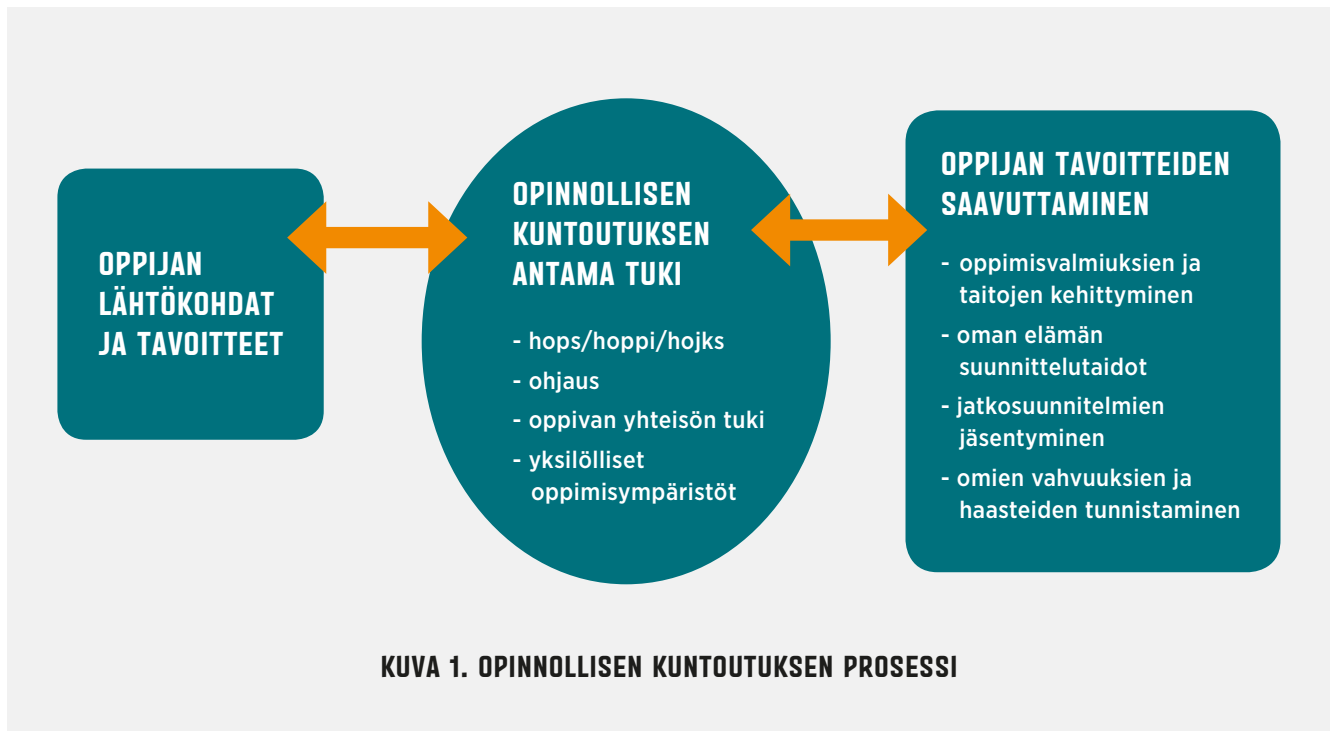 OPPIJAN
LÄHTÖKOHDAT
JA TAVOITTEET
OPINNOLLISEN
KUNTOUTUKSEN
ANTAMA TUKI
- hops/hoppi/hojks
- ohjaus
- oppivan yhteisön tuki
- yksilölliset
oppimisympäristöt
OPPIJAN TAVOITTEIDEN
SAAVUTTAMINEN
- oppimisvalmiuksien ja
taitojen kehittyminen
- oman elämän
suunnittelutaidot
- jatkosuunnitelmien
jäsentyminen
- omien vahvuuksien ja
haasteiden tunnistaminen
KUVA 1. OPINNOLLISEN KUNTOUTUKSEN PROSESSI